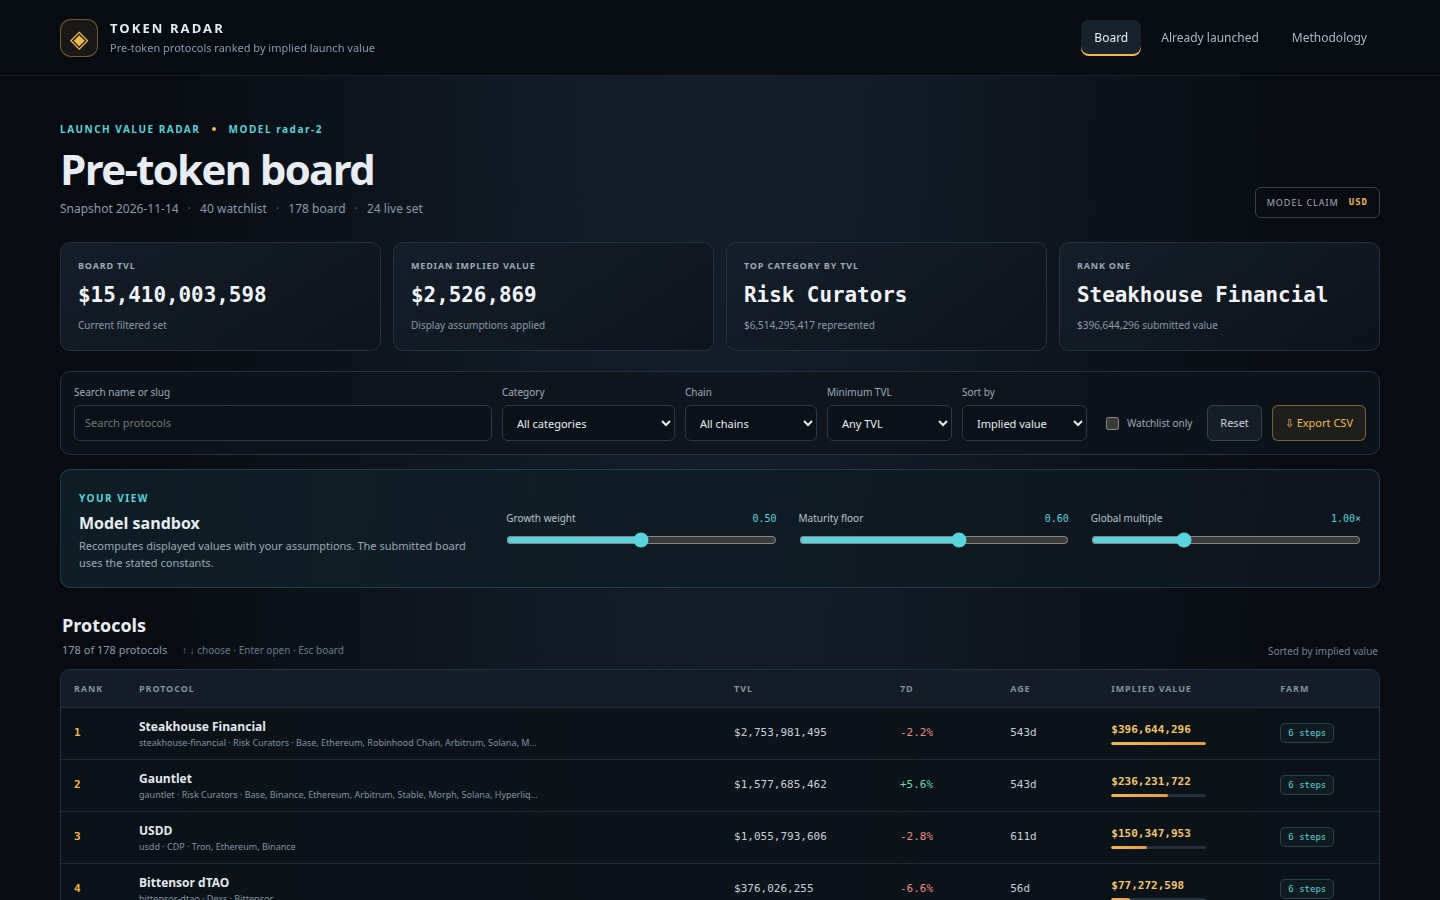 TOKEN RADAR
Pre-token protocols ranked by implied launch value
Board
Already launched
Methodology
LAUNCH VALUE RADAR • MODEL radar-2
Pre-token board
Snapshot 2026-11-14 · 40 watchlist · 178 board · 24 live set
MODEL CLAIM USD
BOARD TVL
$15,410,003,598
Current filtered set
MEDIAN IMPLIED VALUE
$2,526,869
Display assumptions applied
TOP CATEGORY BY TVL
Risk Curators
$6,514,295,417 represented
RANK ONE
Steakhouse Financial
$396,644,296 submitted value
Search name or slug
Search protocols
Category
All categories
Chain
All chains
Minimum TVL
Any TVL
Sort by
Implied value
Watchlist only
Reset
⇩ Export CSV
YOUR VIEW
Model sandbox
Recomputes displayed values with your assumptions. The submitted board
uses the stated constants.
Growth weight 0.50
Maturity floor 0.60
Global multiple 1.00×
Protocols
178 of 178 protocols ↑ ↓ choose · Enter open · Esc board
Sorted by implied value
RANK PROTOCOL TVL 7D AGE IMPLIED VALUE FARM
1 Steakhouse Financial $2,753,981,495 -2.2% 543d $396,644,296 6 steps
steakhouse-financial · Risk Curators · Base, Ethereum, Robinhood Chain, Arbitrum, Solana, M...
2 Gauntlet $1,577,685,462 +5.6% 543d $236,231,722 6 steps
gauntlet · Risk Curators · Base, Binance, Ethereum, Arbitrum, Stable, Morph, Solana, Hyperliq...
3 USDD $1,055,793,606 -2.8% 611d $150,347,953 6 steps
usdd · CDP · Tron, Ethereum, Binance
4 Bittensor dTAO $376,026,255 -6.6% 56d $77,272,598 6 steps
bittensor-dtao · Dexs · Bittensor